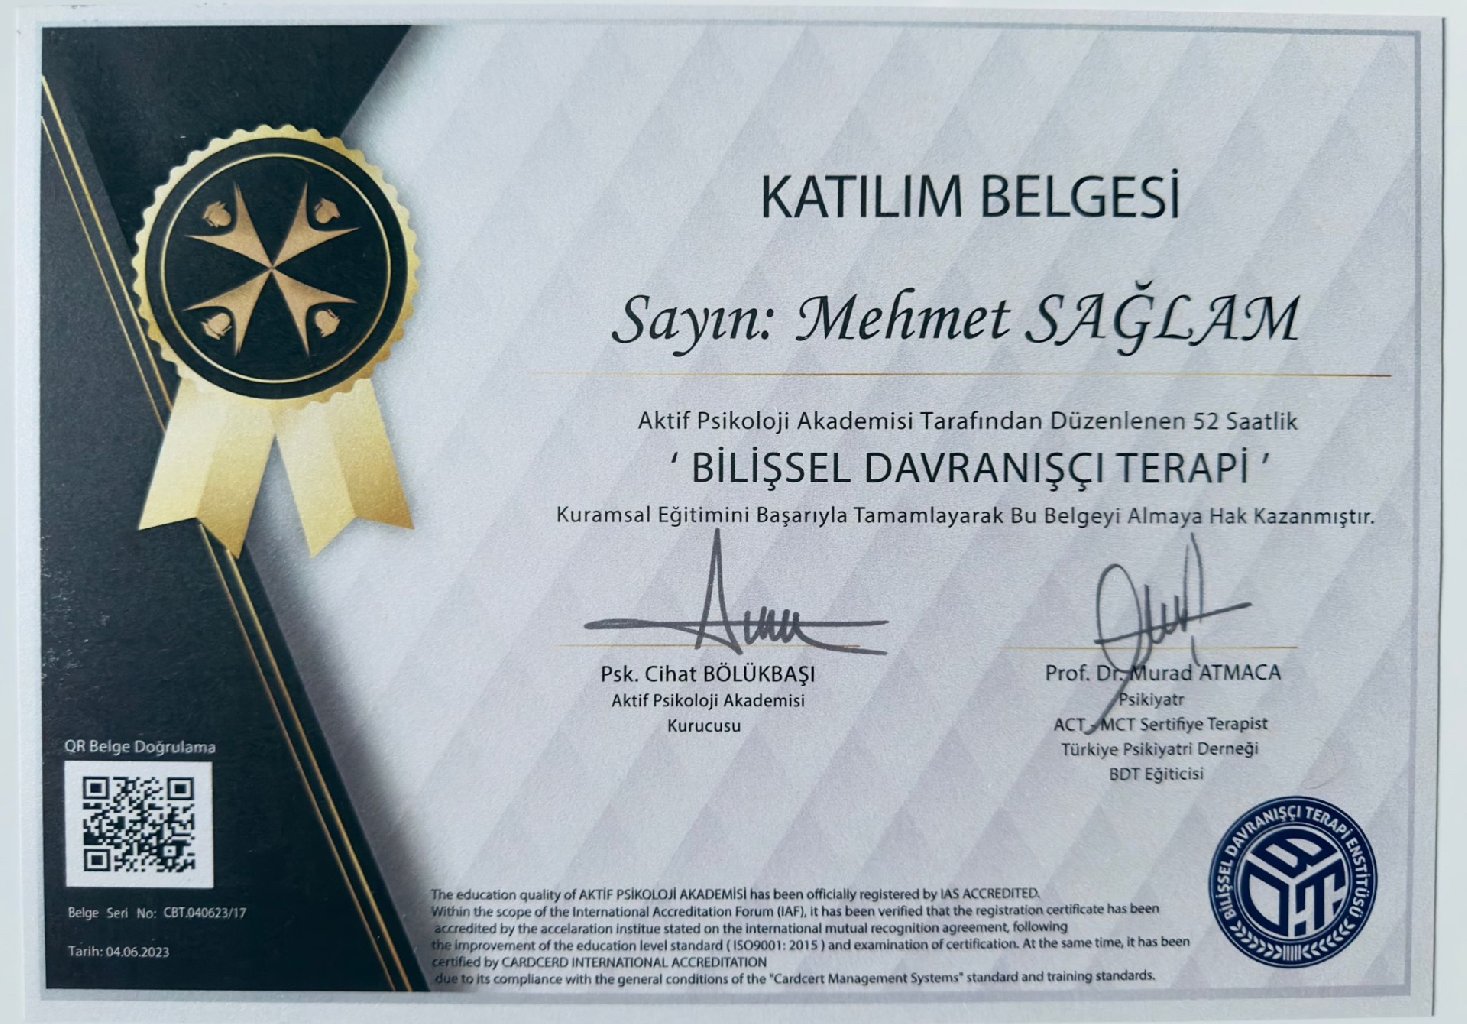 KATILIM BELGESİ
Sayın: Mehmet SAĞLAM
Aktif Psikoloji Akademisi Tarafından Düzenlenen 52 Saatlik
‘ BİLİŞSEL DAVRANIŞÇI TERAPİ ’
Kuramsal Eğitimini Başarıyla Tamamlayarak Bu Belgeyi Almaya Hak Kazanmıştır.
Psk. Cihat BÖLÜKBAŞI
Aktif Psikoloji Akademisi
Kurucusu
Prof. Dr. Murad ATMACA
Psikiyatr
ACT - MCT Sertifiye Terapist
Türkiye Psikiyatri Derneği
BDT Eğiticisi
QR Belge Doğrulama
Belge Seri No: CBT.040623/17
Tarih: 04.06.2023
The education quality of AKTİF PSİKOLOJİ AKADEMİSİ has been officially registered by IAS ACCREDITED.
Within the scope of the International Accreditation Forum (IAF), it has been verified that the registration certificate has been
accredited by the accelaration institue stated on the international mutual recognition agreement, following
the improvement of the education level standard ( ISO9001: 2015 ) and examination of certification. At the same time, it has been
certified by CARDCERD INTERNATIONAL ACCREDITATION
due to its compliance with the general conditions of the "Cardcert Management Systems" standard and training standards.
BİLİŞSEL DAVRANIŞÇI TERAPİ ENSTİTÜSÜ